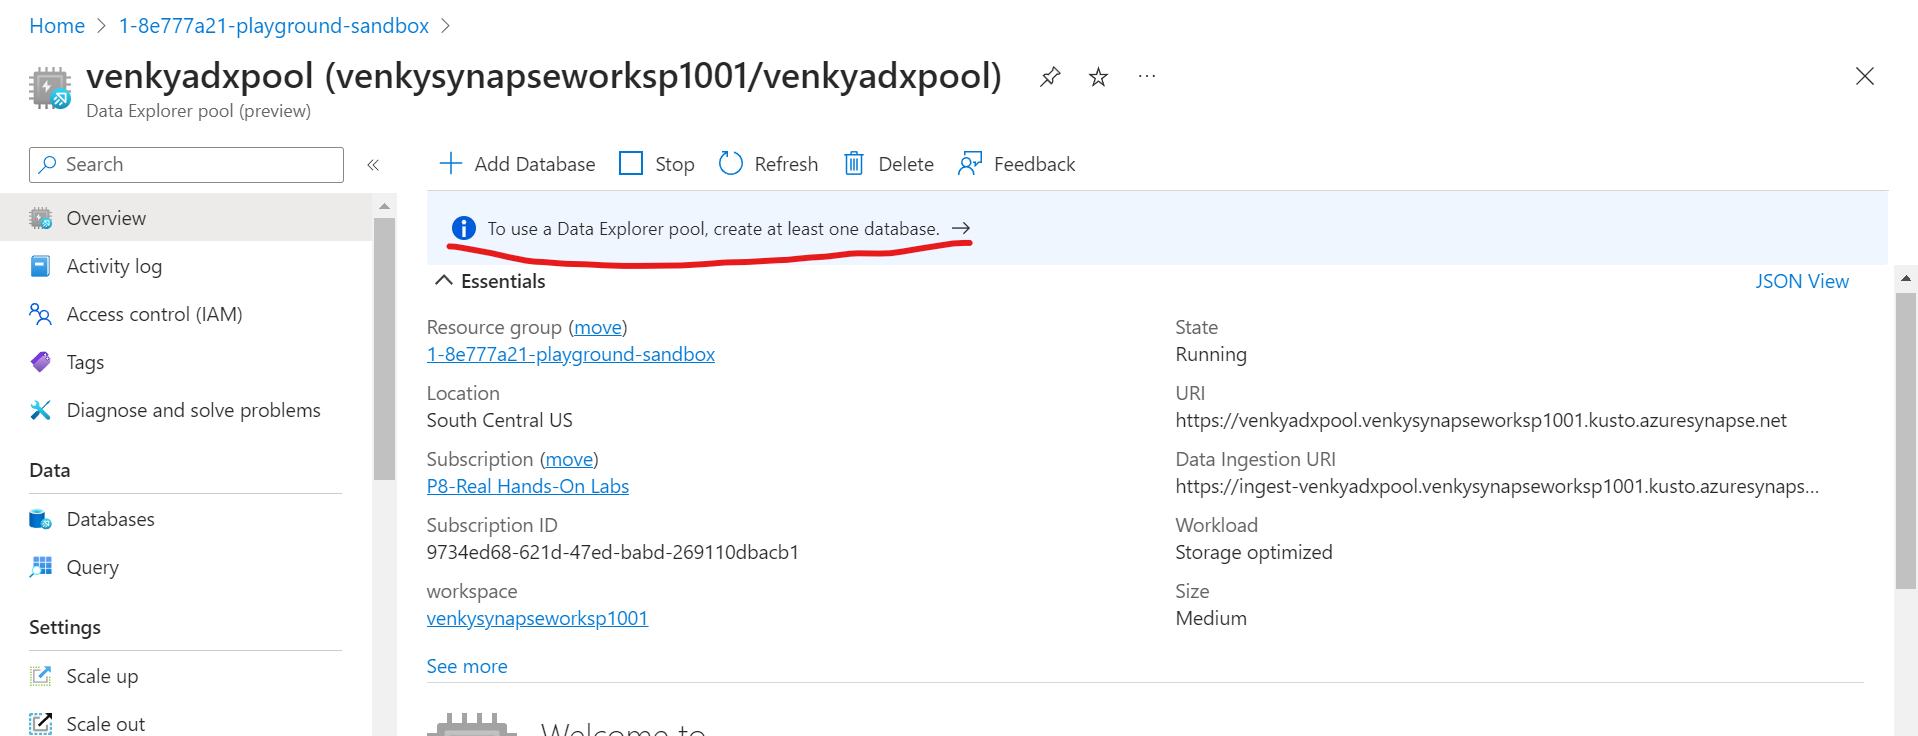 Home > 1-8e777a21-playground-sandbox >
venkyadxpool (venkysynapseworksp1001/venkyadxpool) ...
Data Explorer pool (preview)
Search «
Add Database Stop Refresh Delete Feedback
To use a Data Explorer pool, create at least one database. →
Overview
Activity log
Access control (IAM)
Tags
Diagnose and solve problems
Data
Databases
Query
Settings
Scale up
Scale out
Essentials JSON View
Resource group (move)
1-8e777a21-playground-sandbox
Location
South Central US
Subscription (move)
P8-Real Hands-On Labs
Subscription ID
9734ed68-621d-47ed-babd-269110dbacb1
workspace
venkysynapseworksp1001
See more
State
Running
URI
https://venkyadxpool.venkysynapseworksp1001.kusto.azuresynapse.net
Data Ingestion URI
https://ingest-venkyadxpool.venkysynapseworksp1001.kusto.azuresynaps...
Workload
Storage optimized
Size
Medium
Welcome to